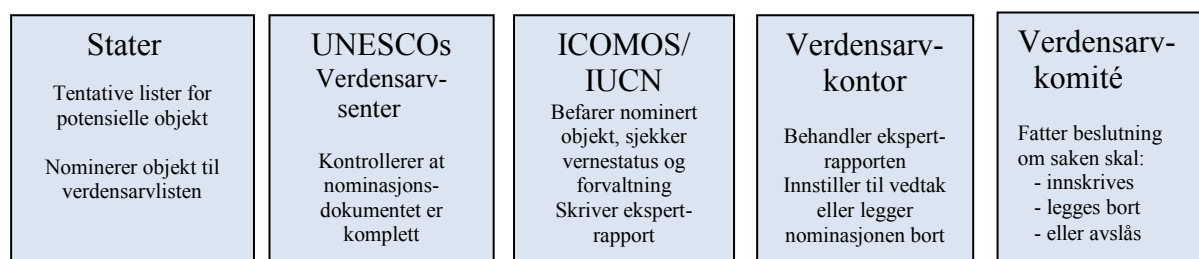 Stater
Tentative lister for
potensielle objekt
Nominerer objekt til
verdensarvlisten
UNESCOs
Verdensarv-
senter
Kontrollerer at
nominasjons-
dokumentet er
komplett
ICOMOS/
IUCN
Befarer nominert
objekt, sjekker
vernestatus og
forvaltning
Skriver ekspert-
rapport
Verdensarv-
kontor
Behandler ekspert-
rapporten
Innstiller til vedtak
eller legger
nominasjonen bort
Verdensarv-
komité
Fatter beslutning
om saken skal:
- innskrives
- legges bort
- eller avslås